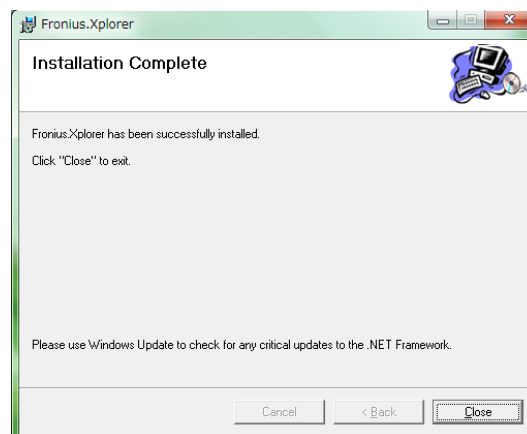 Fronius.Xplorer
Installation Complete
Fronius.Xplorer has been successfully installed.
Click "Close" to exit.
Please use Windows Update to check for any critical updates to the .NET Framework.
Cancel
< Back
Close